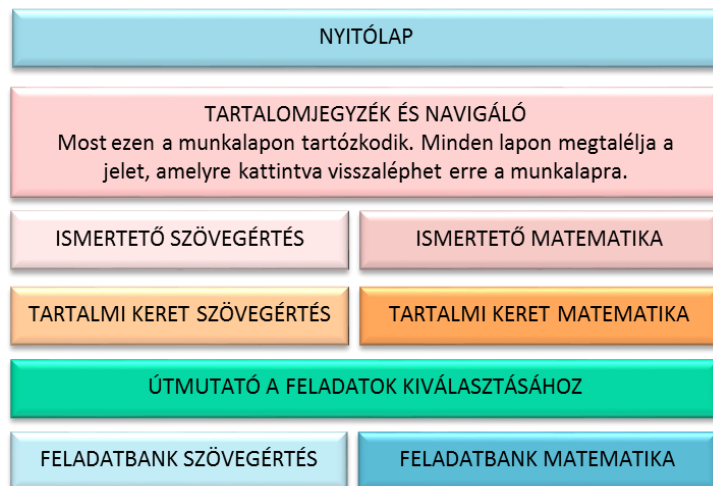 NYITÓLAP
TARTALOMJEGYZÉK ÉS NAVIGÁLÓ
Most ezen a munkalapon tartózkodik. Minden lapon megtalélja a
jelet, amelyre kattintva visszaléphet erre a munkalapra.
ISMERTETŐ SZÖVEGÉRTÉS
ISMERTETŐ MATEMATIKA
TARTALMI KERET SZÖVEGÉRTÉS
TARTALMI KERET MATEMATIKA
ÚTMUTATÓ A FELADATOK KIVÁLASZTÁSÁHOZ
FELADATBANK SZÖVEGÉRTÉS
FELADATBANK MATEMATIKA